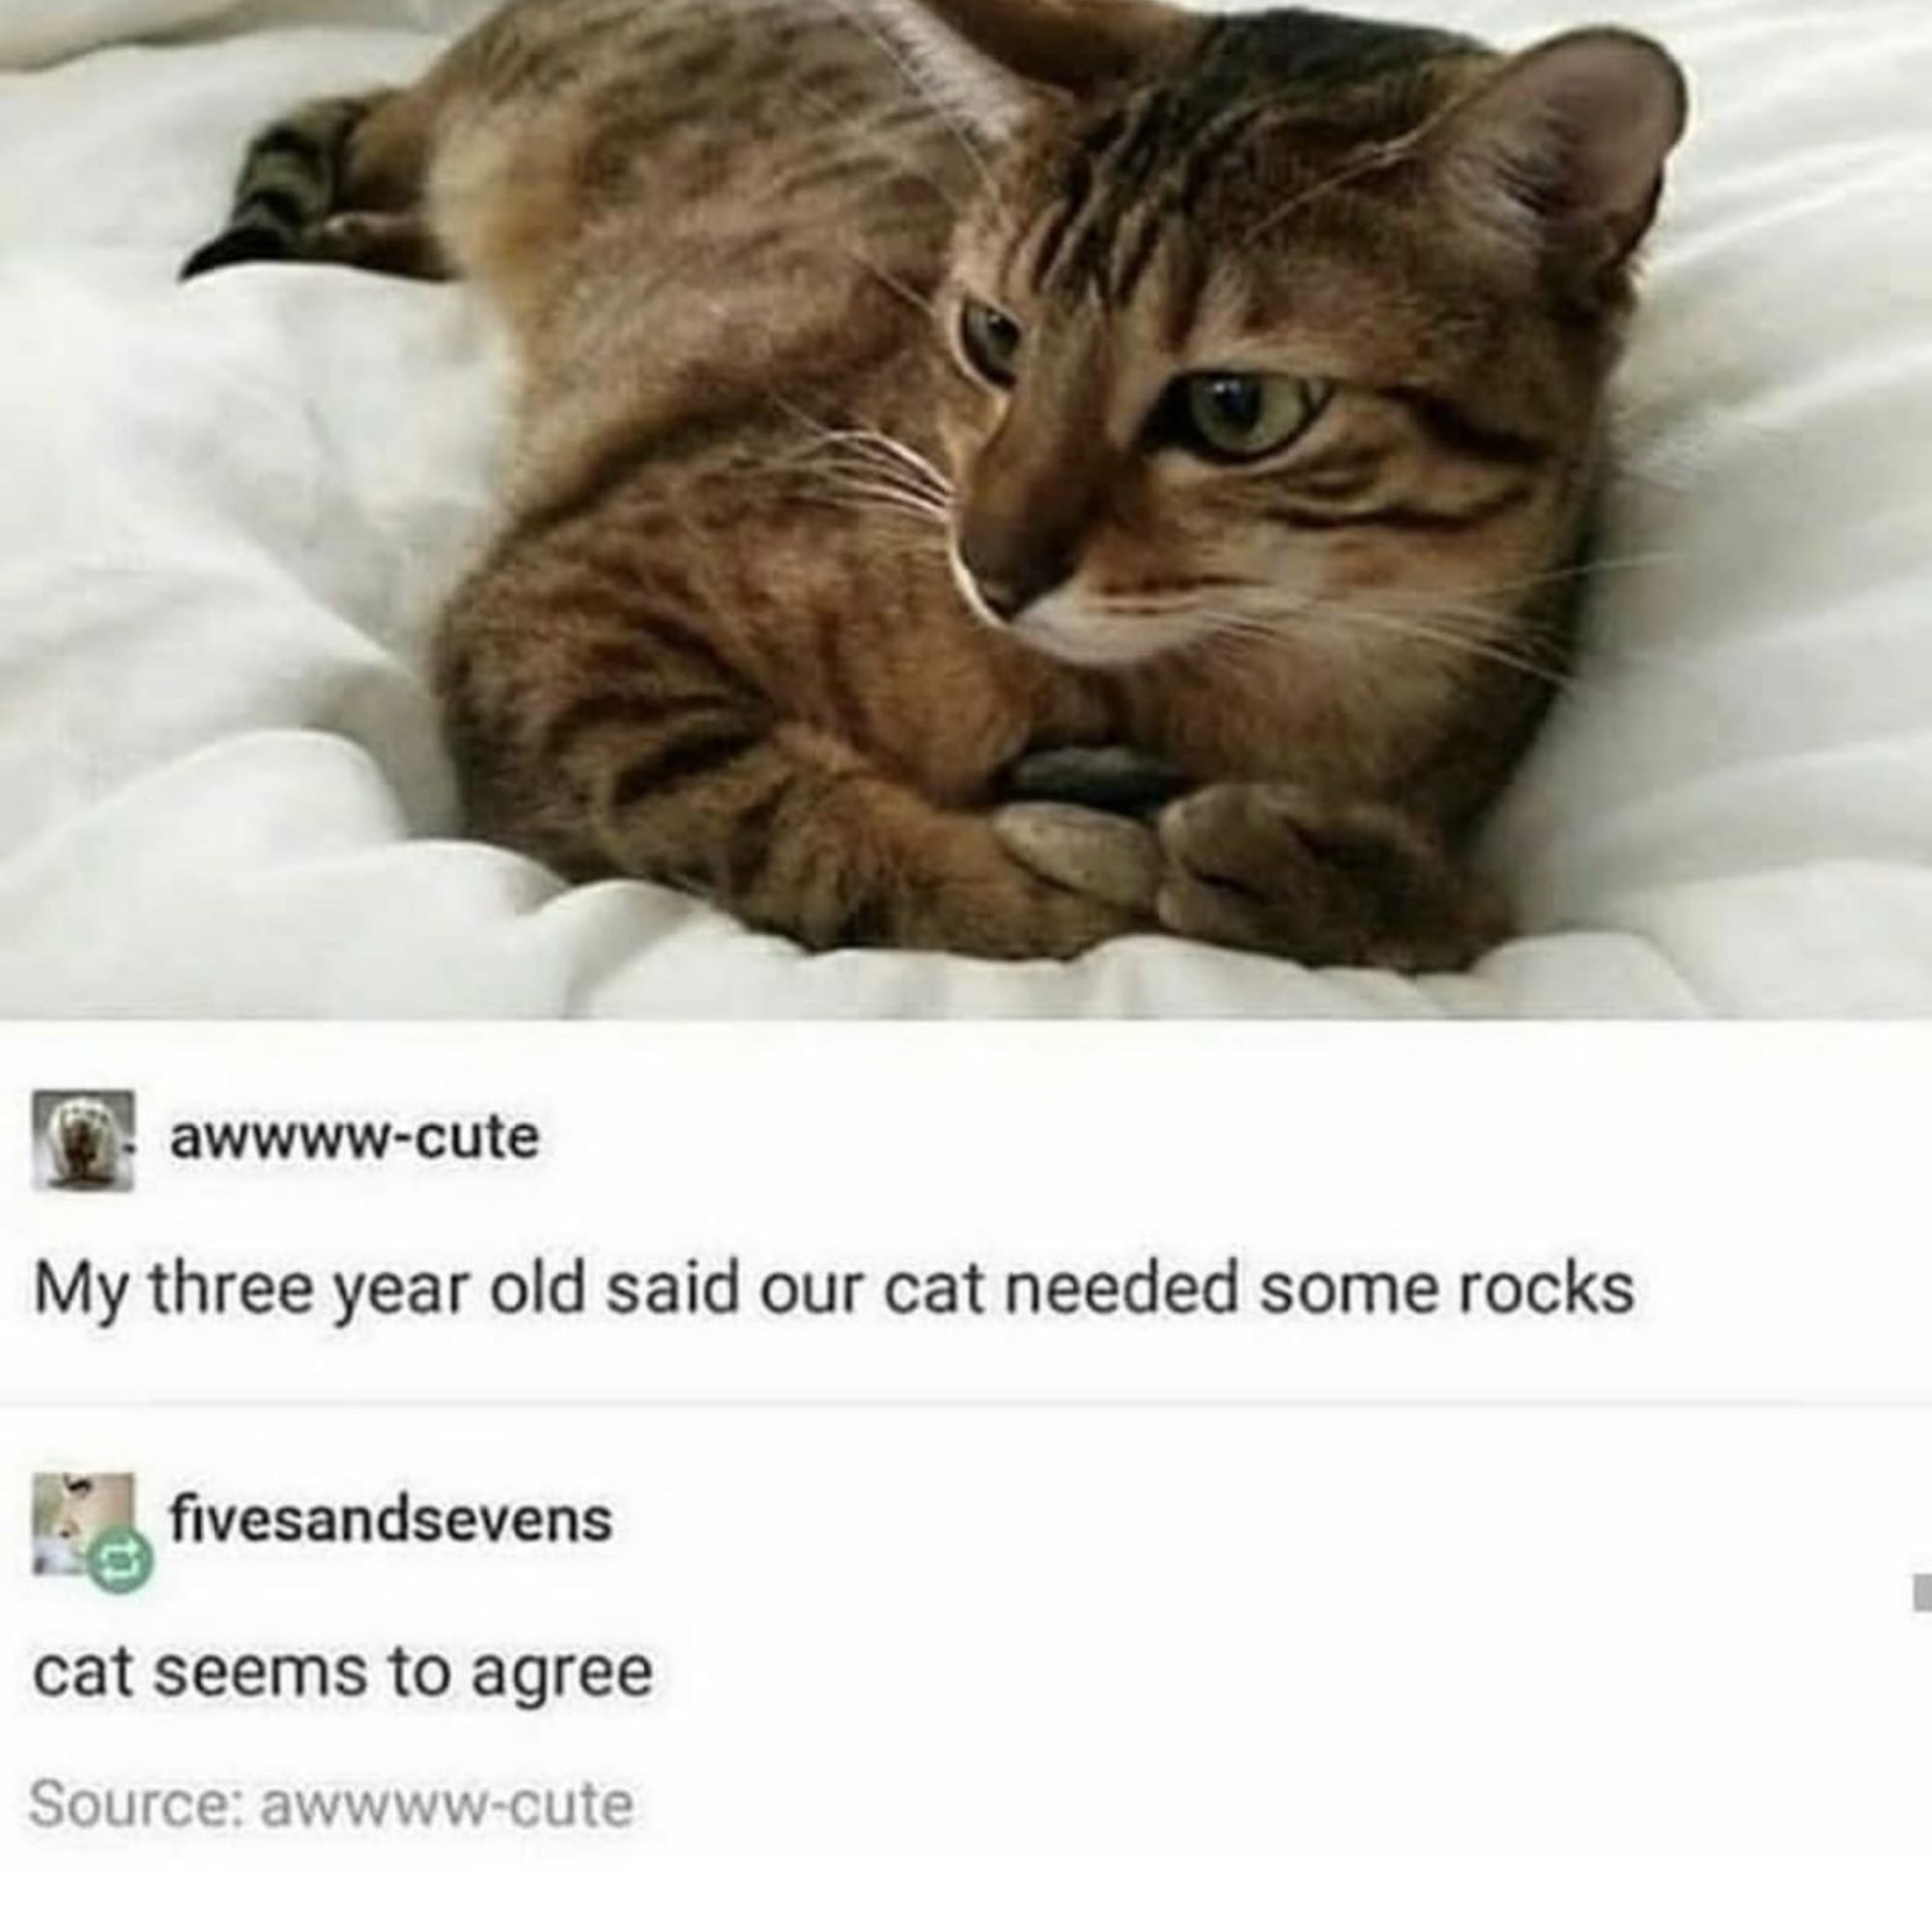 awwww-cute
My three year old said our cat needed some rocks
fivesandsevens
cat seems to agree
Source: awwww-cute